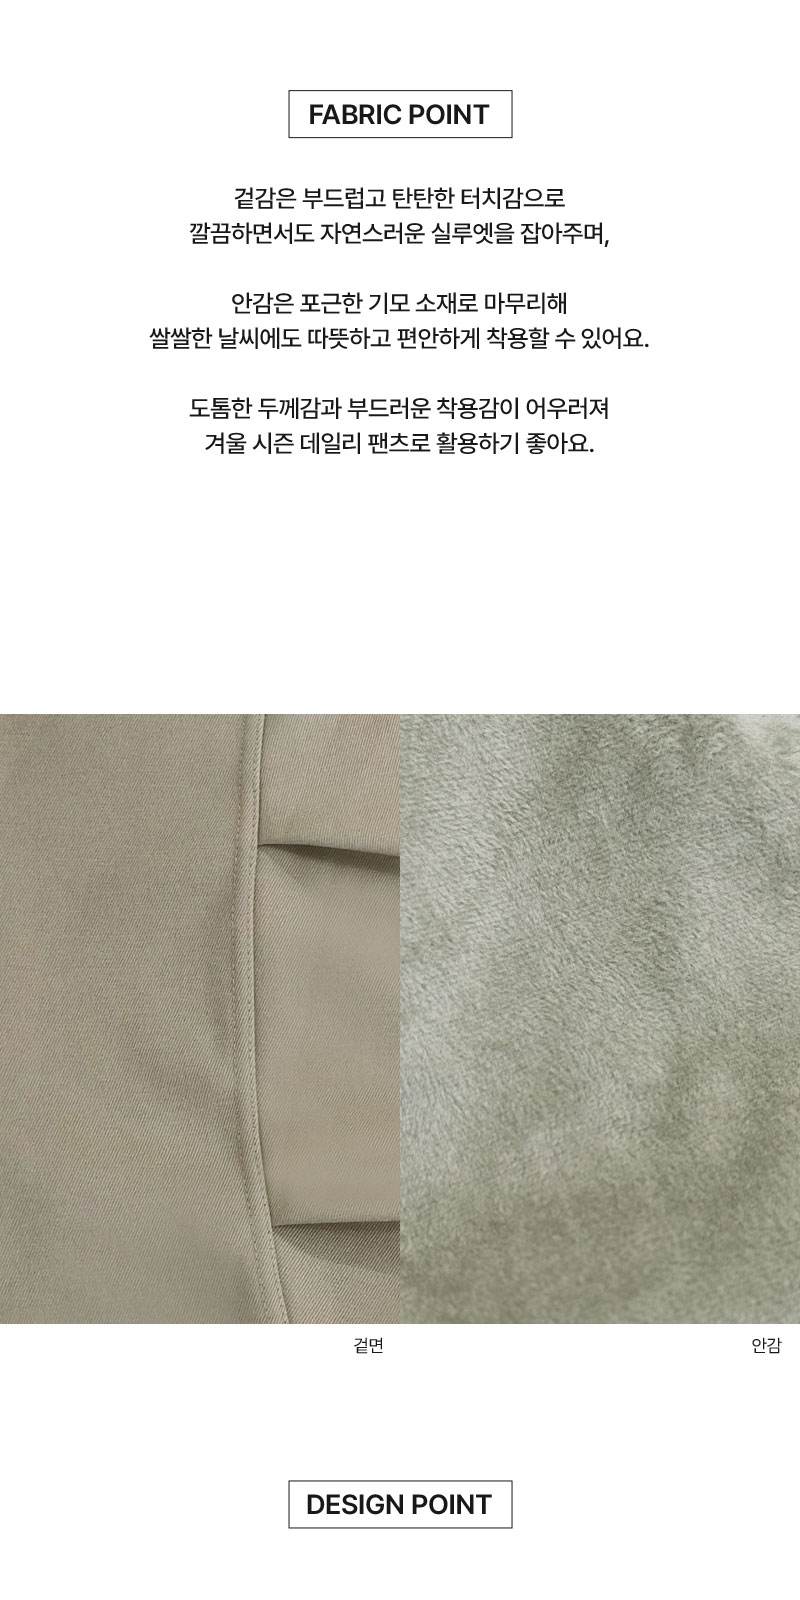 FABRIC POINT
겉감은 부드럽고 탄탄한 터치감으로
깔끔하면서도 자연스러운 실루엣을 잡아주며,
안감은 포근한 기모 소재로 마무리해
쌀쌀한 날씨에도 따뜻하고 편안하게 착용할 수 있어요.
도톰한 두께감과 부드러운 착용감이 어우러져
겨울 시즌 데일리 팬츠로 활용하기 좋아요.
겉면
안감
DESIGN POINT